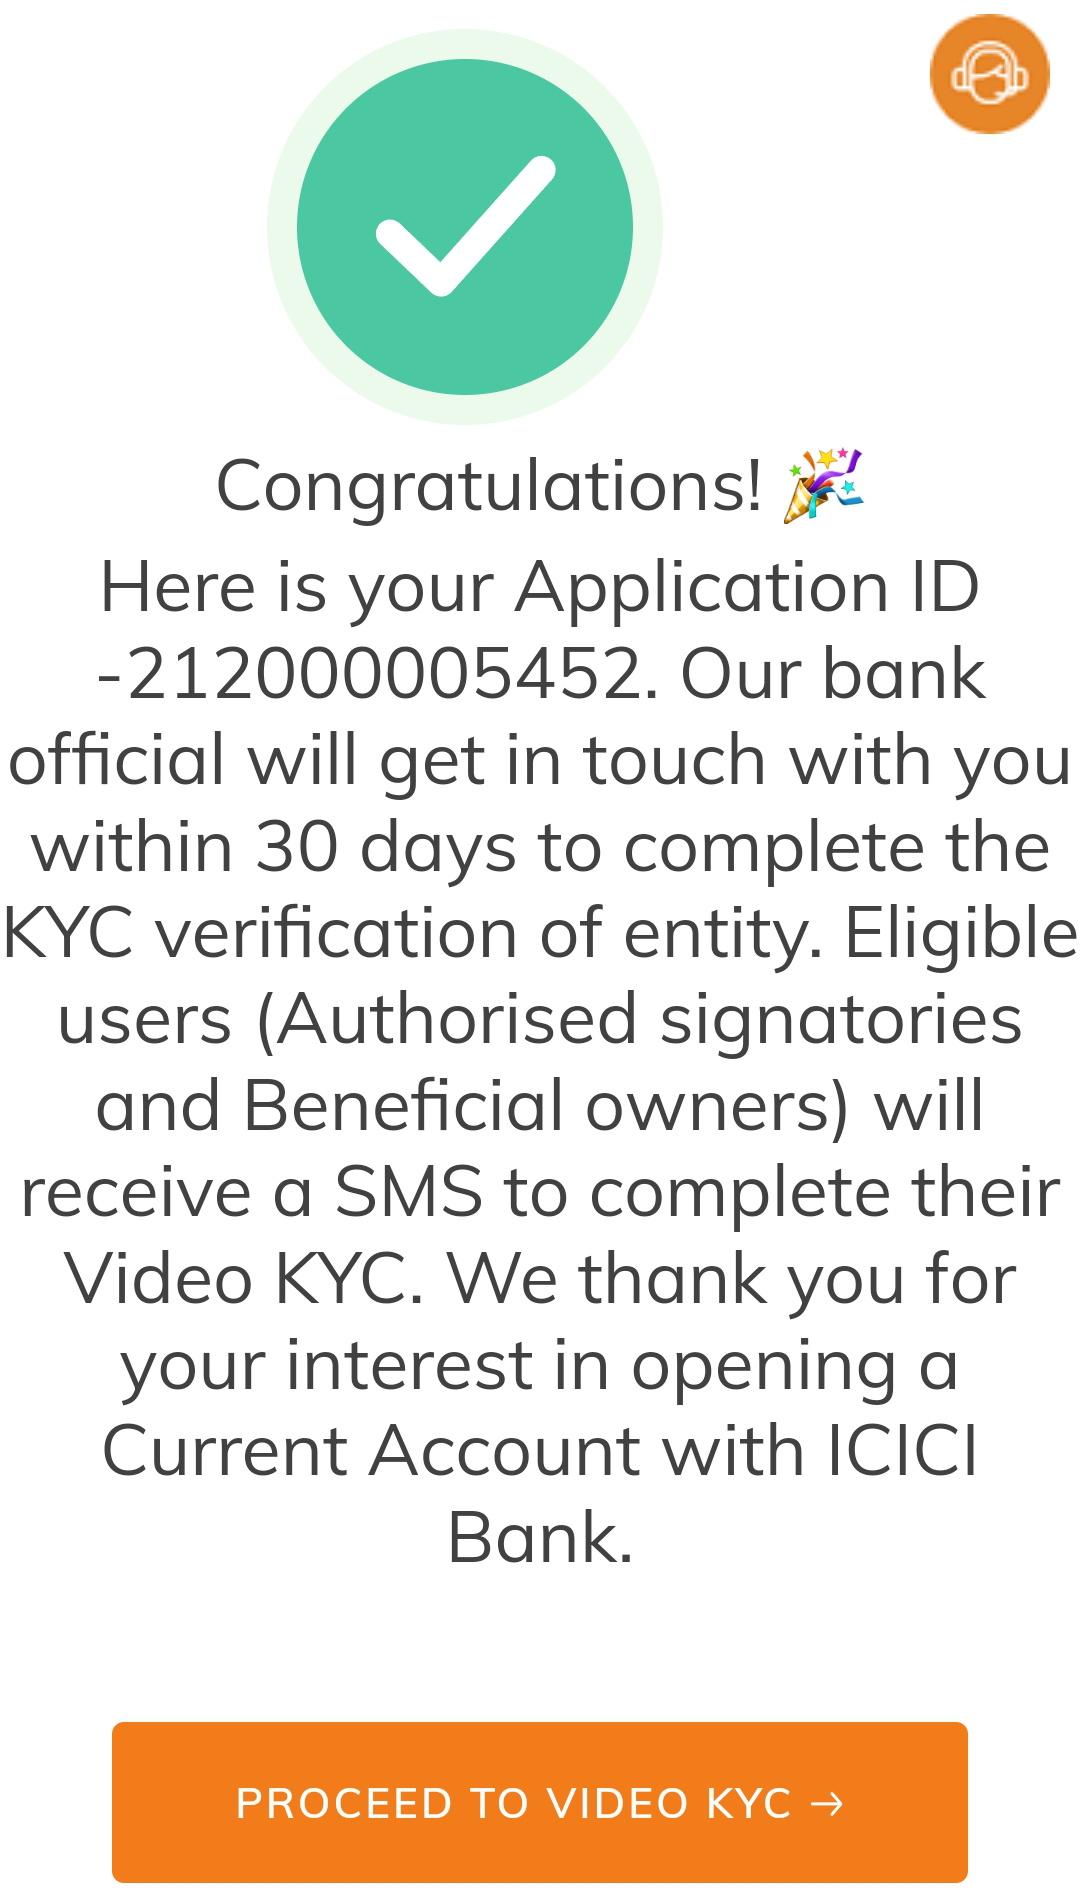 Congratulations! 🎉
Here is your Application ID
-212000005452. Our bank
official will get in touch with you
within 30 days to complete the
KYC verification of entity. Eligible
users (Authorised signatories
and Beneficial owners) will
receive a SMS to complete their
Video KYC. We thank you for
your interest in opening a
Current Account with ICICI
Bank.
PROCEED TO VIDEO KYC →